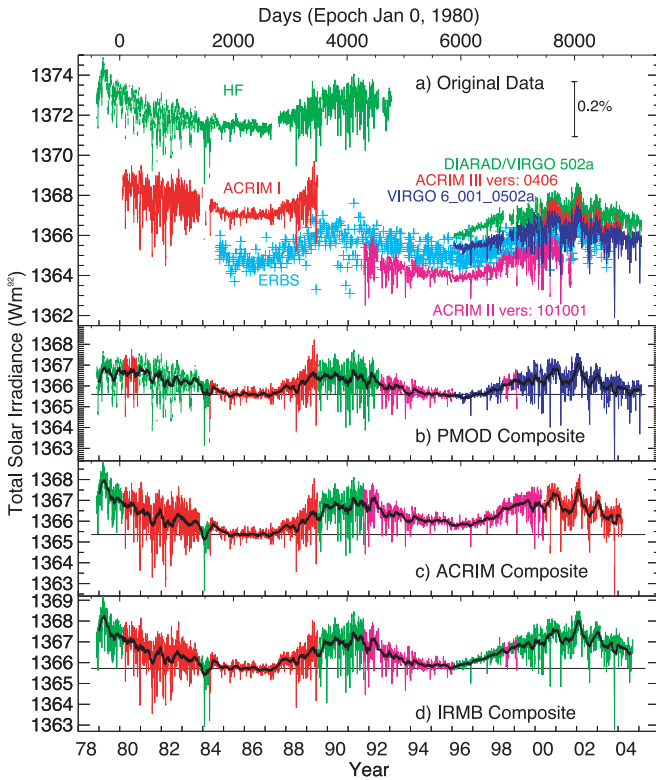 Days (Epoch Jan 0, 1980)
0 2000 4000 6000 8000
1374
1372
1370
1368
1366
1364
1362
HF
a) Original Data
0.2%
DIARAD/VIRGO 502a
ACRIM III vers: 0406
VIRGO 6_001_0502a
ACRIM I
ERBS
ACRIM II vers: 101001
Total Solar Irradiance (Wm⁹²)
1368
1367
1366
1365
1364
1363
b) PMOD Composite
1368
1367
1366
1365
1364
1363
c) ACRIM Composite
1369
1368
1367
1366
1365
1364
1363
d) IRMB Composite
78 80 82 84 86 88 90 92 94 96 98 00 02 04
Year